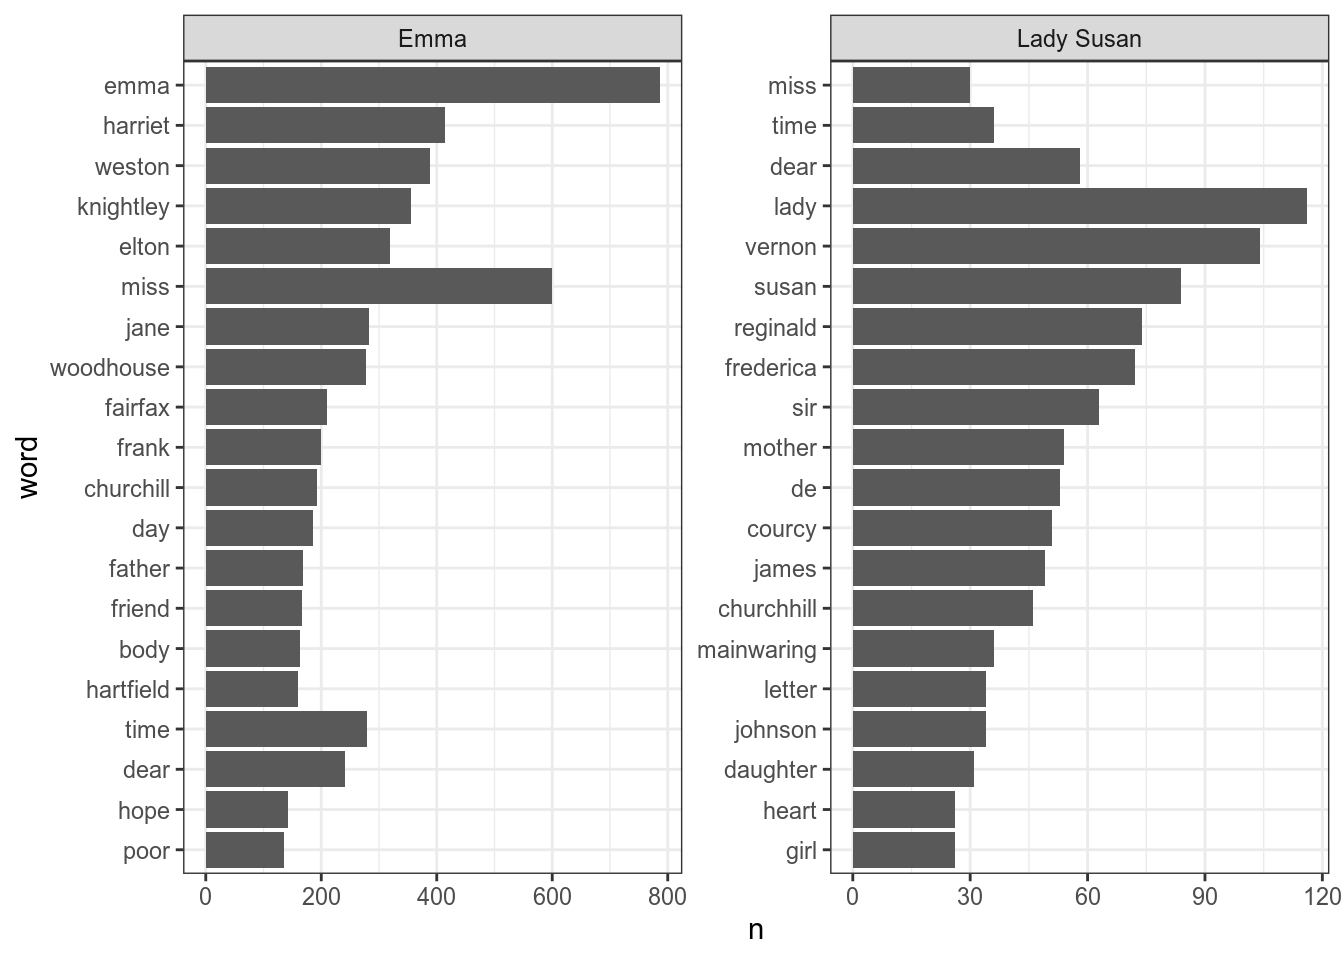 Emma
emma
harriet
weston
knightley
elton
miss
jane
woodhouse
fairfax
frank
churchill
day
father
friend
body
hartfield
time
dear
hope
poor
0 200 400 600 800
Lady Susan
miss
time
dear
lady
vernon
susan
reginald
frederica
sir
mother
de
courcy
james
churchhill
mainwaring
letter
johnson
daughter
heart
girl
0 30 60 90 120
word
n